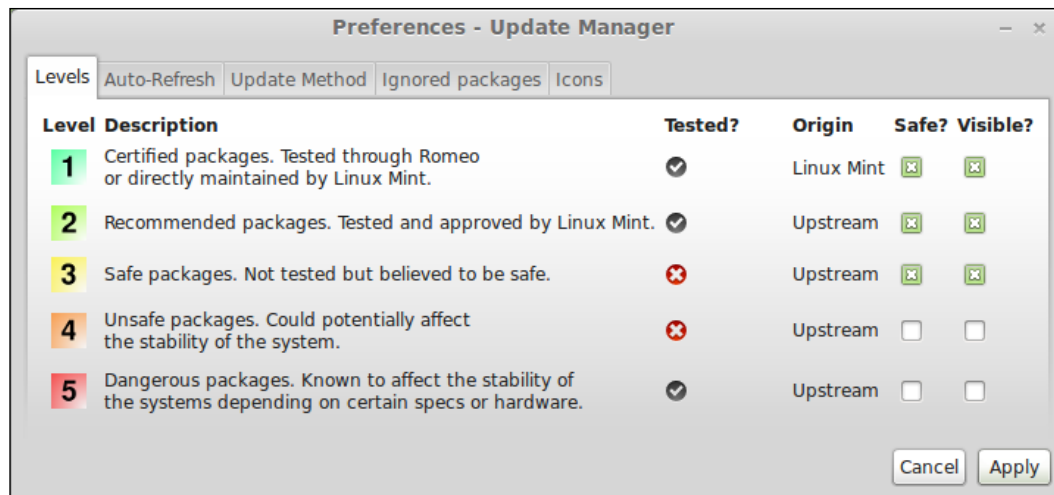 Preferences - Update Manager
Levels Auto-Refresh Update Method Ignored packages Icons
Level Description Tested? Origin Safe? Visible?
1 Certified packages. Tested through Romeo
or directly maintained by Linux Mint. Linux Mint
2 Recommended packages. Tested and approved by Linux Mint. Upstream
3 Safe packages. Not tested but believed to be safe. Upstream
4 Unsafe packages. Could potentially affect
the stability of the system. Upstream
5 Dangerous packages. Known to affect the stability of
the systems depending on certain specs or hardware. Upstream
Cancel Apply